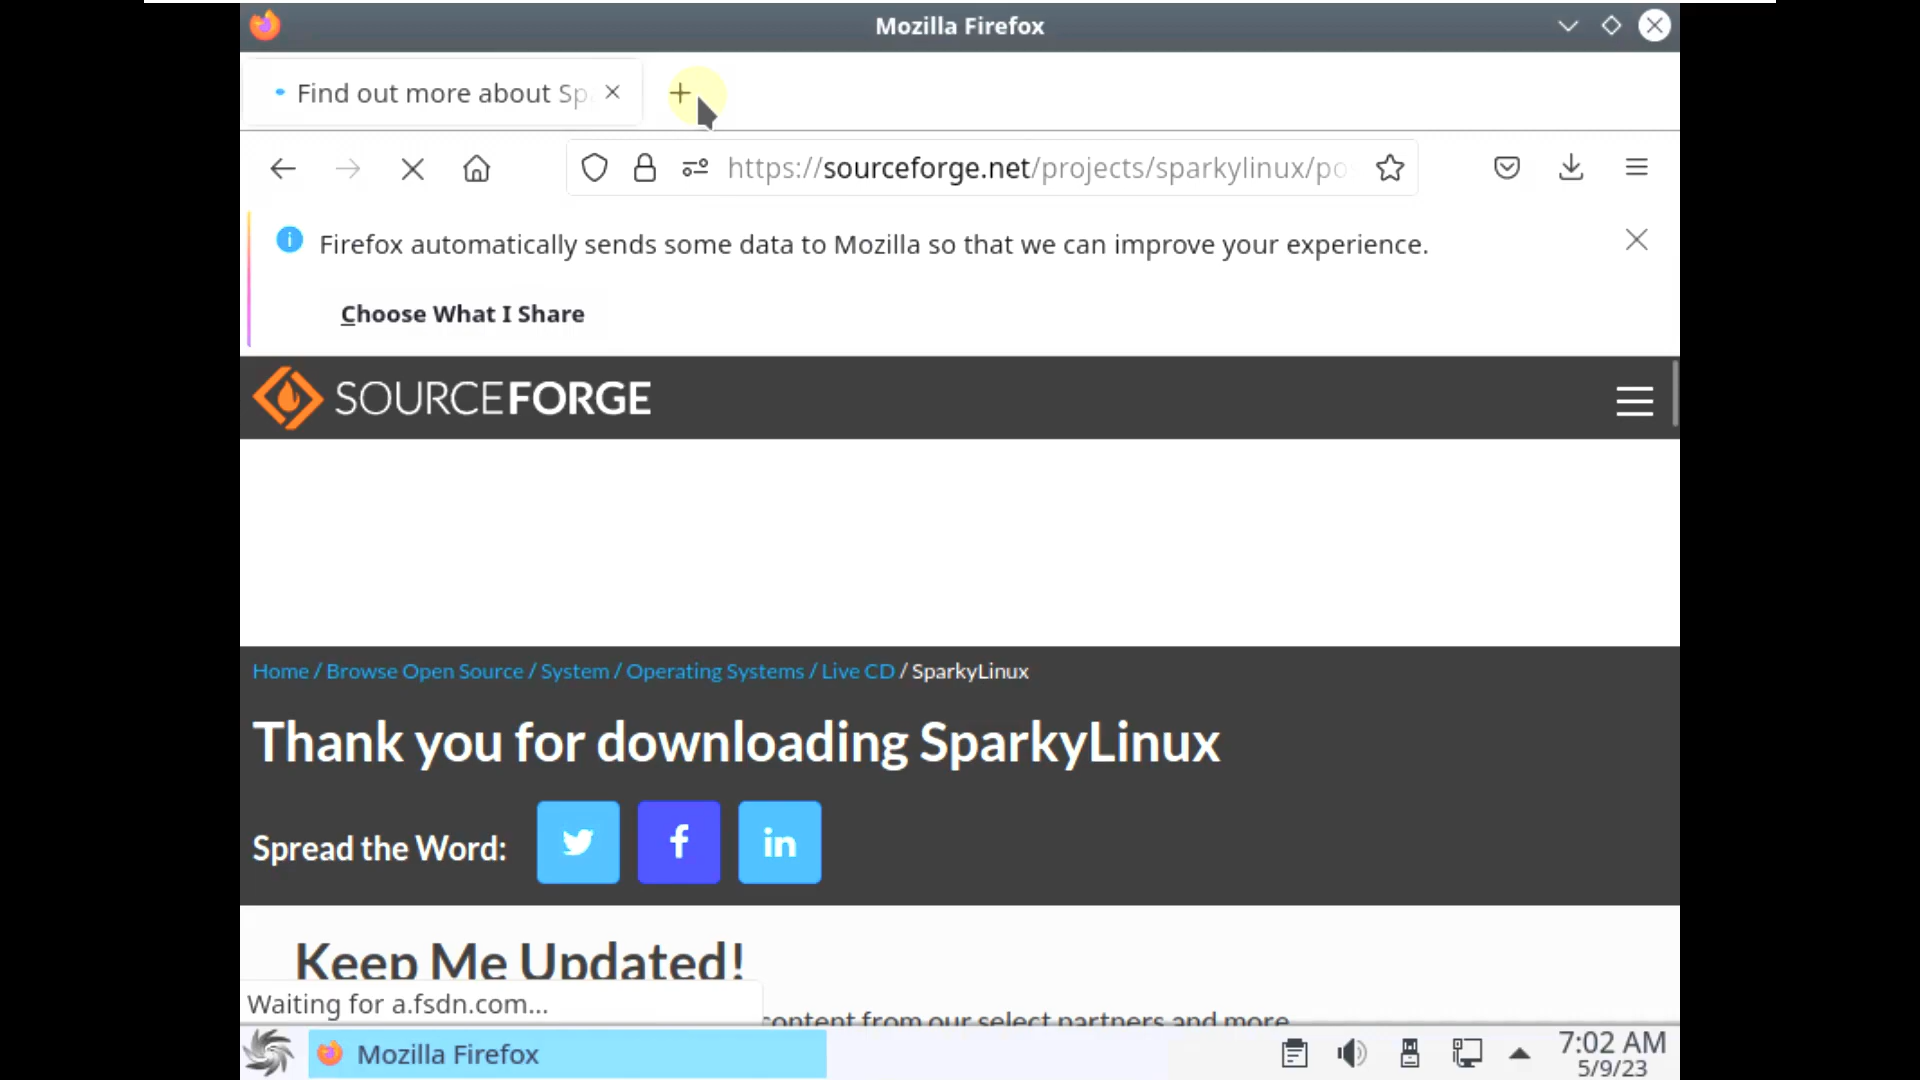 Mozilla Firefox
Find out more about Sp
https://sourceforge.net/projects/sparkylinux/po
Firefox automatically sends some data to Mozilla so that we can improve your experience.
Choose What I Share
SOURCEFORGE
Home / Browse Open Source / System / Operating Systems / Live CD / SparkyLinux
Thank you for downloading SparkyLinux
Spread the Word:
Keep Me Updated!
content from our select partners and more
Waiting for a.fsdn.com...
Mozilla Firefox
7:02 AM
5/9/23